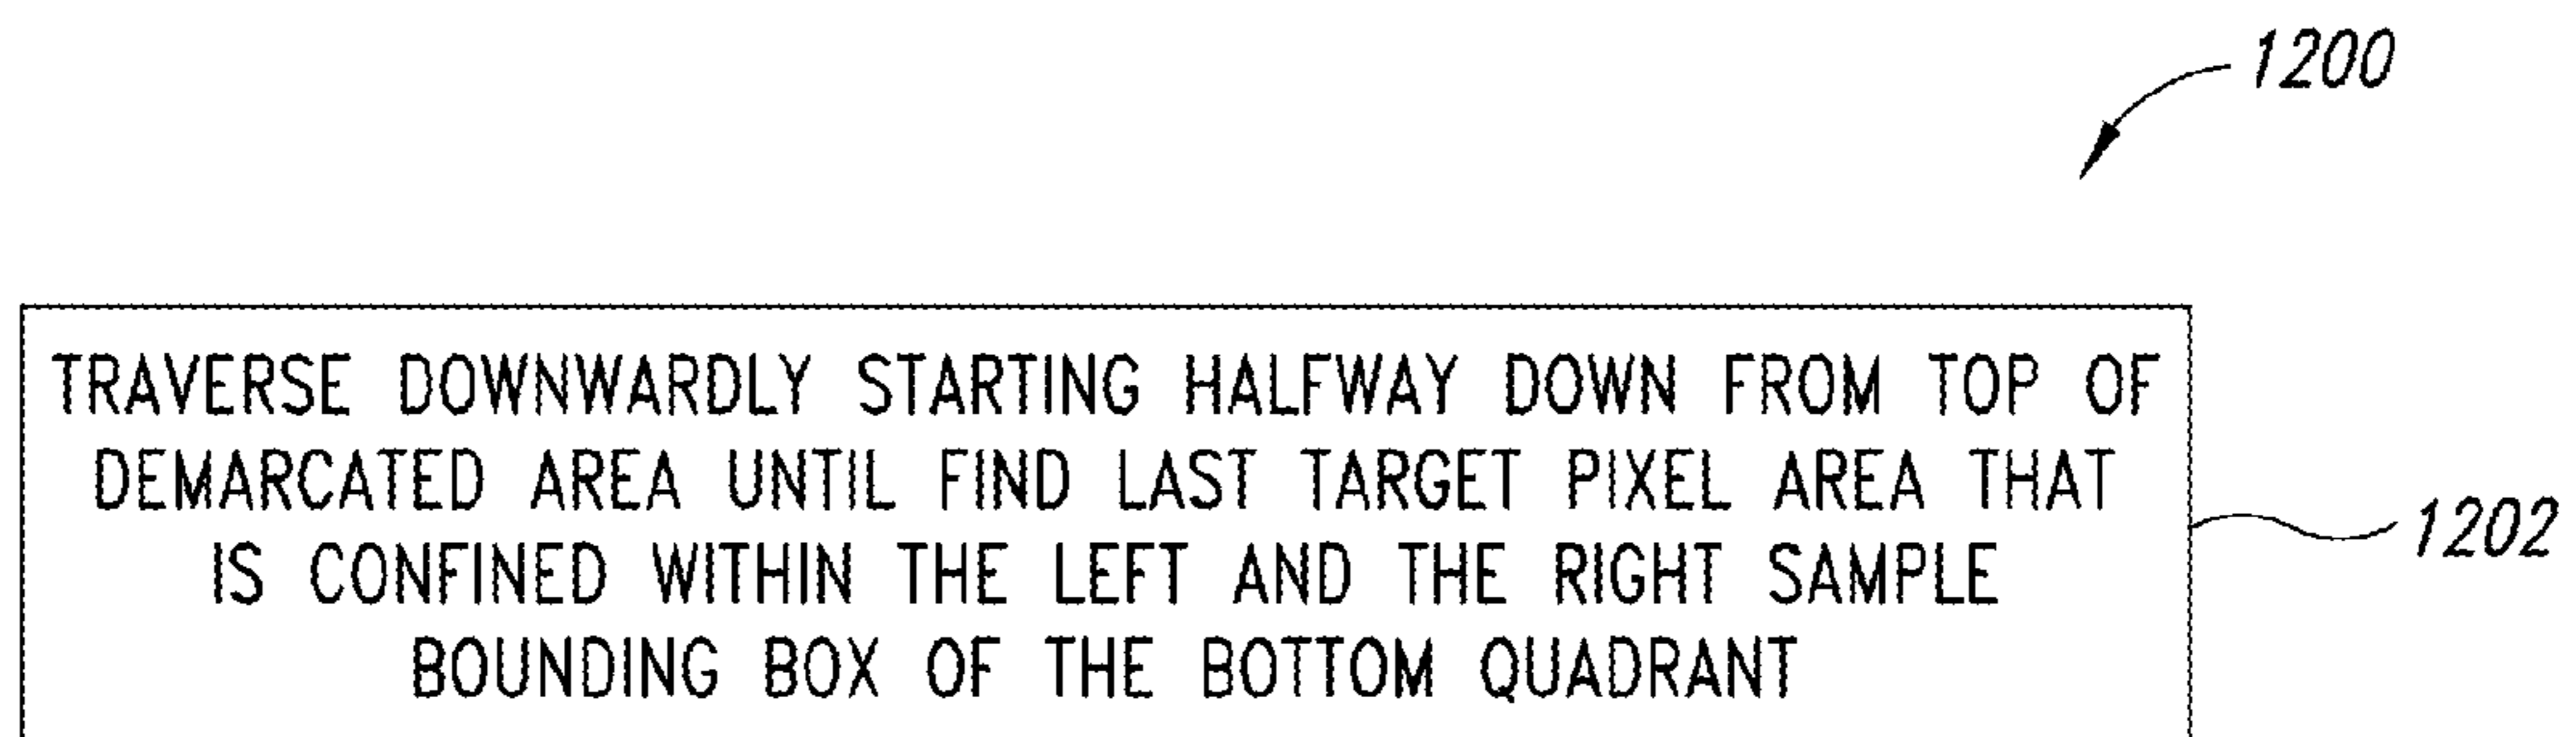 1200
TRAVERSE DOWNWARDLY STARTING HALFWAY DOWN FROM TOP OF
DEMARCATED AREA UNTIL FIND LAST TARGET PIXEL AREA THAT
IS CONFINED WITHIN THE LEFT AND THE RIGHT SAMPLE
BOUNDING BOX OF THE BOTTOM QUADRANT
1202